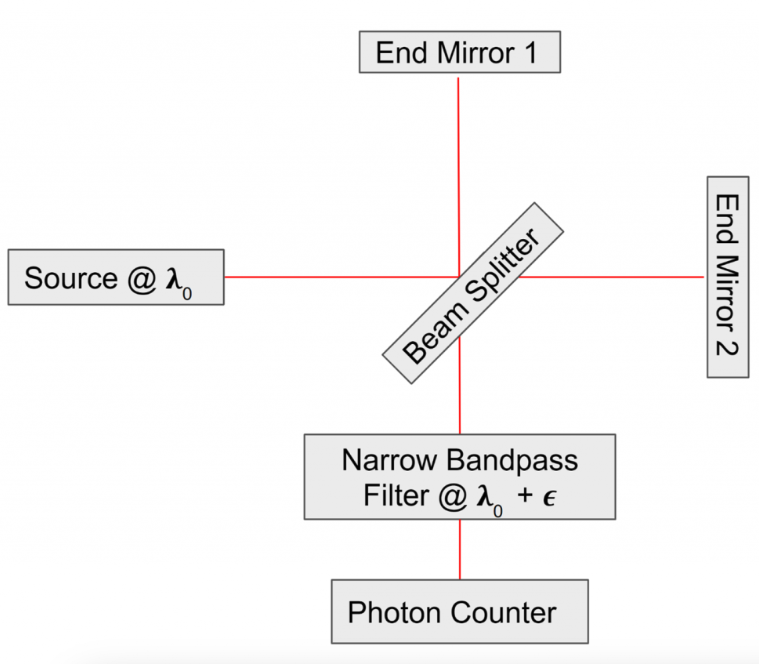 End Mirror 1
End Mirror 2
Source @ λ₀
Beam Splitter
Narrow Bandpass
Filter @ λ₀ + ϵ
Photon Counter